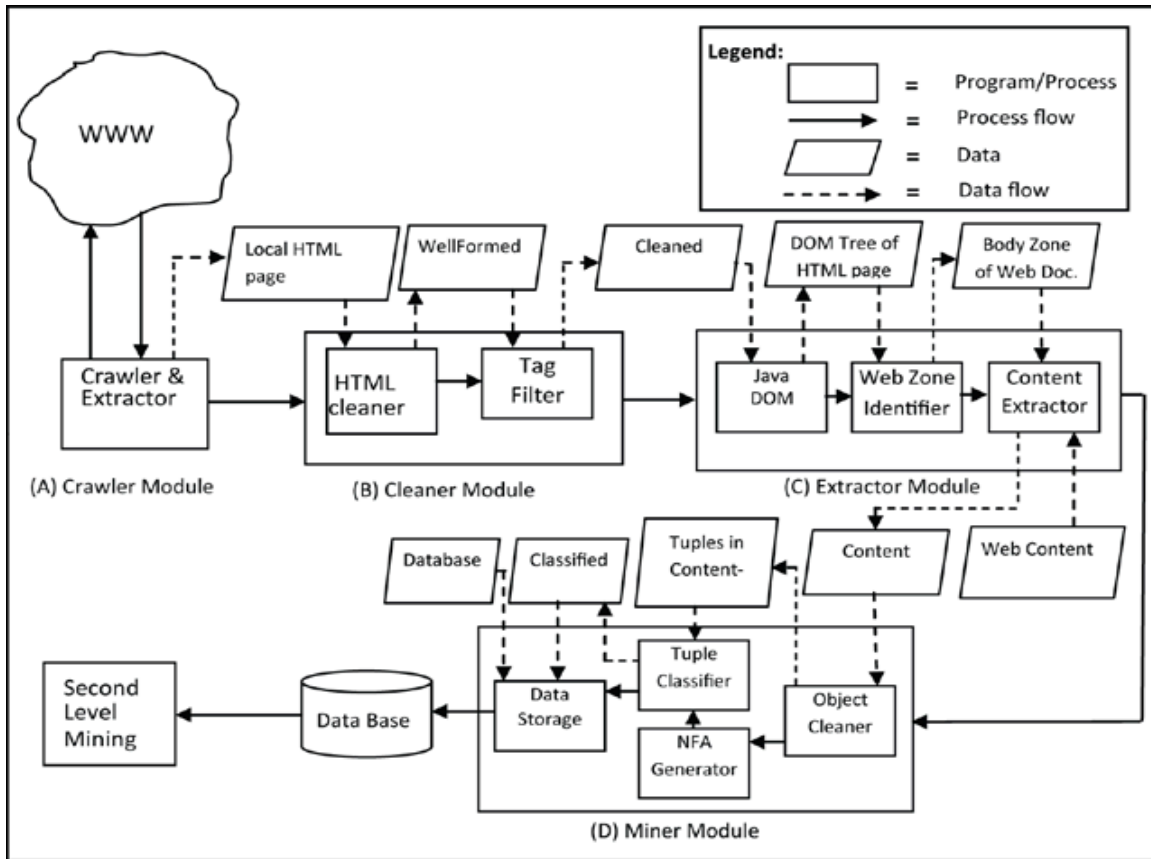 Legend:
= Program/Process
= Process flow
= Data
= Data flow
WWW
Local HTML
page
WellFormed
Cleaned
DOM Tree of
HTML page
Body Zone
of Web Doc.
Crawler &
Extractor
HTML
cleaner
Tag
Filter
Java
DOM
Web Zone
Identifier
Content
Extractor
(A) Crawler Module
(B) Cleaner Module
(C) Extractor Module
Database
Classified
Tuples in
Content-
Content
Web Content
Second
Level
Mining
Data Base
Data
Storage
Tuple
Classifier
NFA
Generator
Object
Cleaner
(D) Miner Module